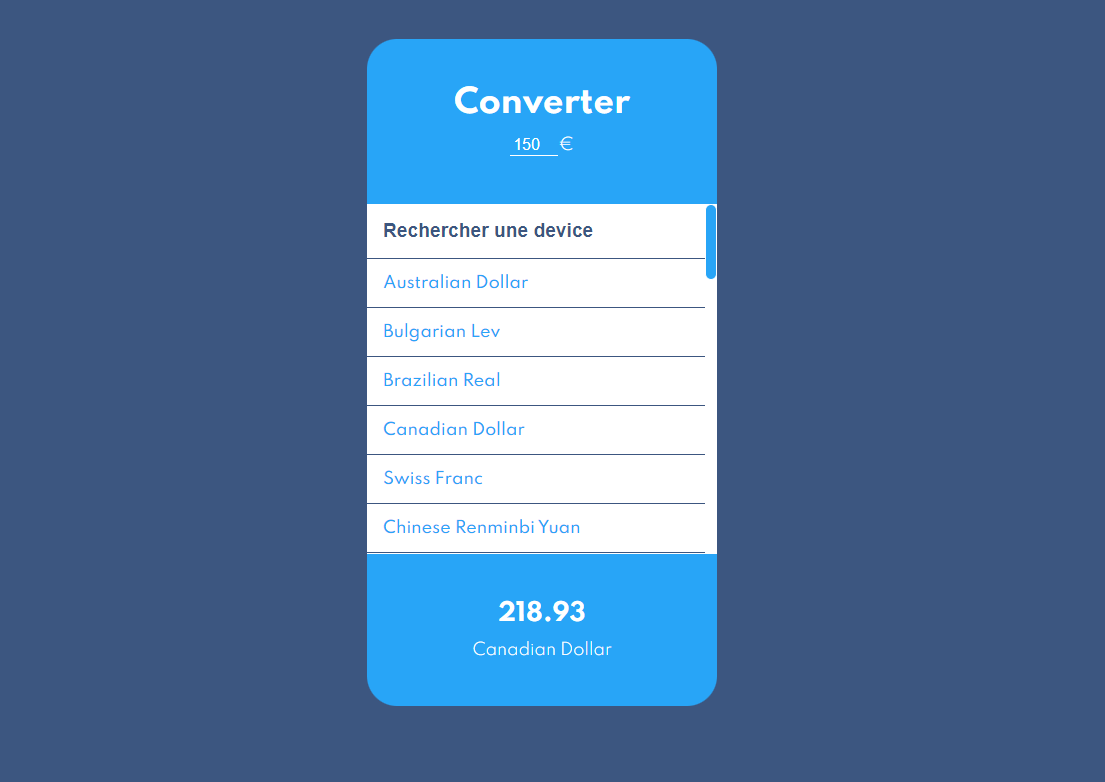 Converter
150 €
Rechercher une device
Australian Dollar
Bulgarian Lev
Brazilian Real
Canadian Dollar
Swiss Franc
Chinese Renminbi Yuan
218.93
Canadian Dollar